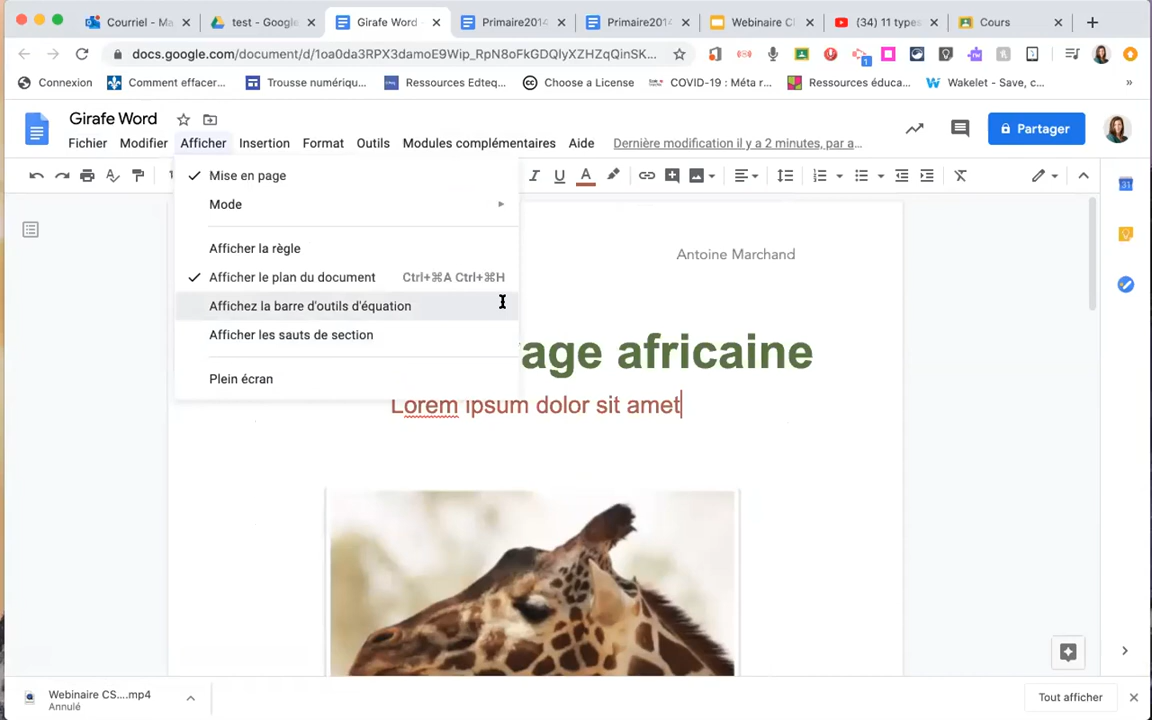 Courriel - Ma
test - Google
Girafe Word -
Primaire2014
Primaire2014
Webinaire C
(34) 11 types
Cours
docs.google.com/document/d/1oa0da3RPX3damoE9Wip_RpN8oFkGDQIyXZHZqQinSK...
1
Connexion
Comment effacer...
Trousse numériqu...
Ressources Edteq...
Choose a License
COVID-19 : Méta r...
Ressources éduca...
Wakelet - Save, c...
»
Girafe Word
Fichier Modifier Afficher Insertion Format Outils Modules complémentaires Aide Dernière modification il y a 2 minutes, par a...
Partager
Mise en page
Mode
Afficher la règle
Afficher le plan du document Ctrl+⌘A Ctrl+⌘H
Affichez la barre d'outils d'équation
Afficher les sauts de section
Plein écran
31
Antoine Marchand
age africaine
Lorem ipsum dolor sit amet
Webinaire CS....mp4
Annulé
Tout afficher